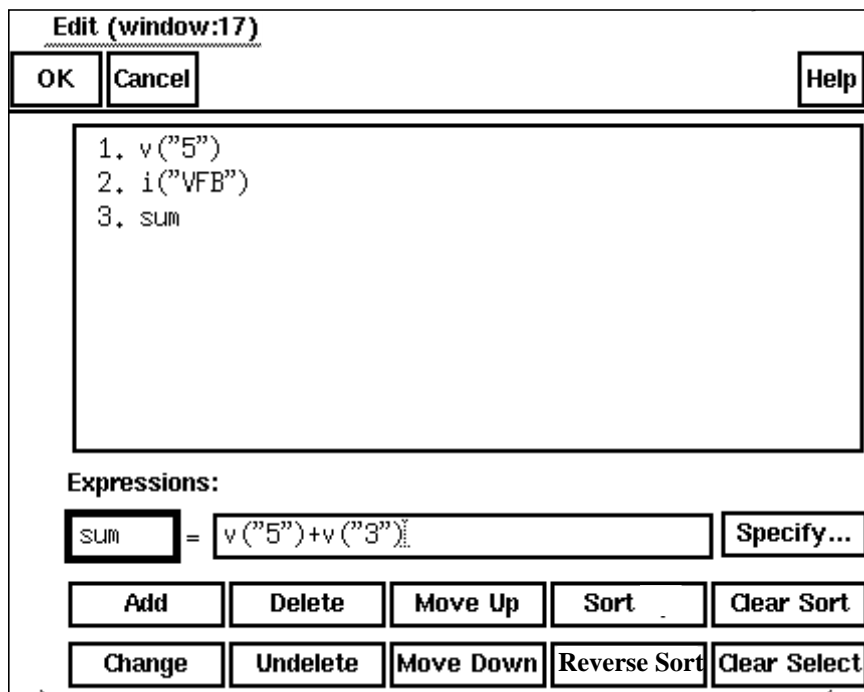 Edit (window:17)
OK Cancel Help
1. v("5")
2. i("VFB")
3. sum
Expressions:
sum = v("5")+v("3") Specify...
Add Delete Move Up Sort Clear Sort
Change Undelete Move Down Reverse Sort Clear Select